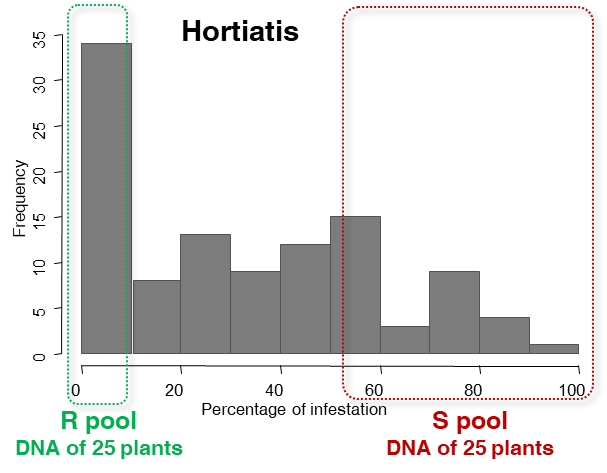 Hortiatis
35
30
25
20
15
10
5
0
Frequency
0 20 40 60 80 100
Percentage of infestation
R pool
DNA of 25 plants
S pool
DNA of 25 plants